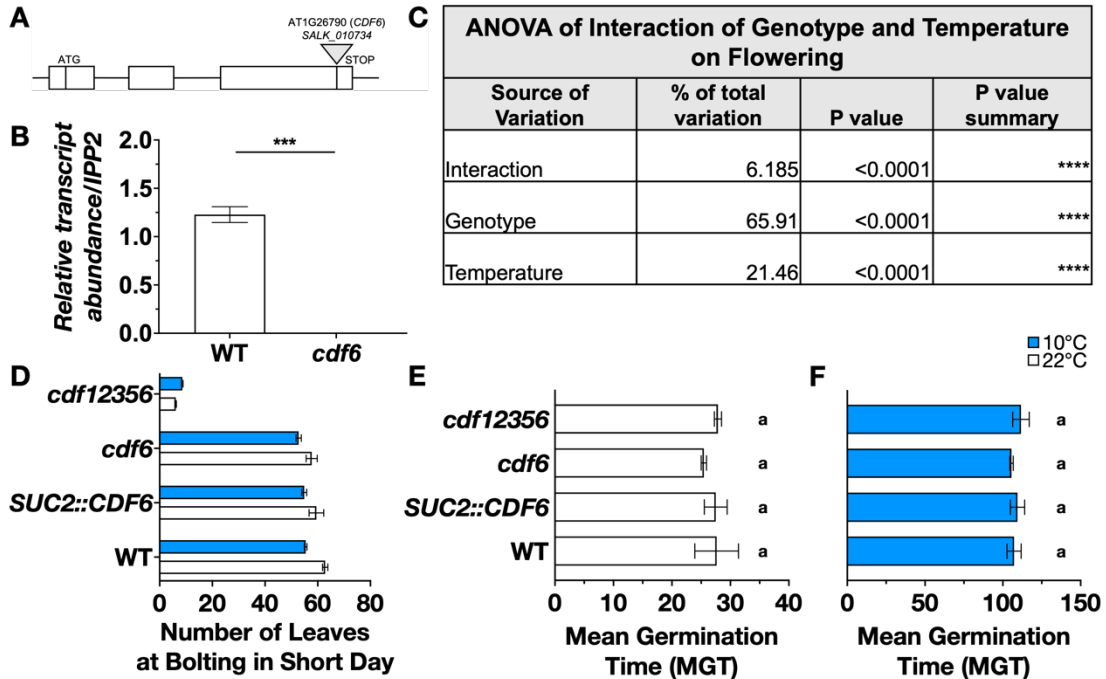 A
AT1G26790 (CDF6)
SALK_010734
ATG
STOP
B
Relative transcript
abundance/IPP2
2.0
1.5
1.0
0.5
0.0
***
WT
cdf6
C
ANOVA of Interaction of Genotype and Temperature
on Flowering
Source of
Variation
% of total
variation
P value
P value
summary
Interaction
6.185
<0.0001
****
Genotype
65.91
<0.0001
****
Temperature
21.46
<0.0001
****
10°C
22°C
D
cdf12356
cdf6
SUC2::CDF6
WT
0 20 40 60 80
Number of Leaves
at Bolting in Short Day
E
cdf12356
a
cdf6
a
SUC2::CDF6
a
WT
a
0 10 20 30 40
Mean Germination
Time (MGT)
F
a
a
a
a
0 50 100 150
Mean Germination
Time (MGT)